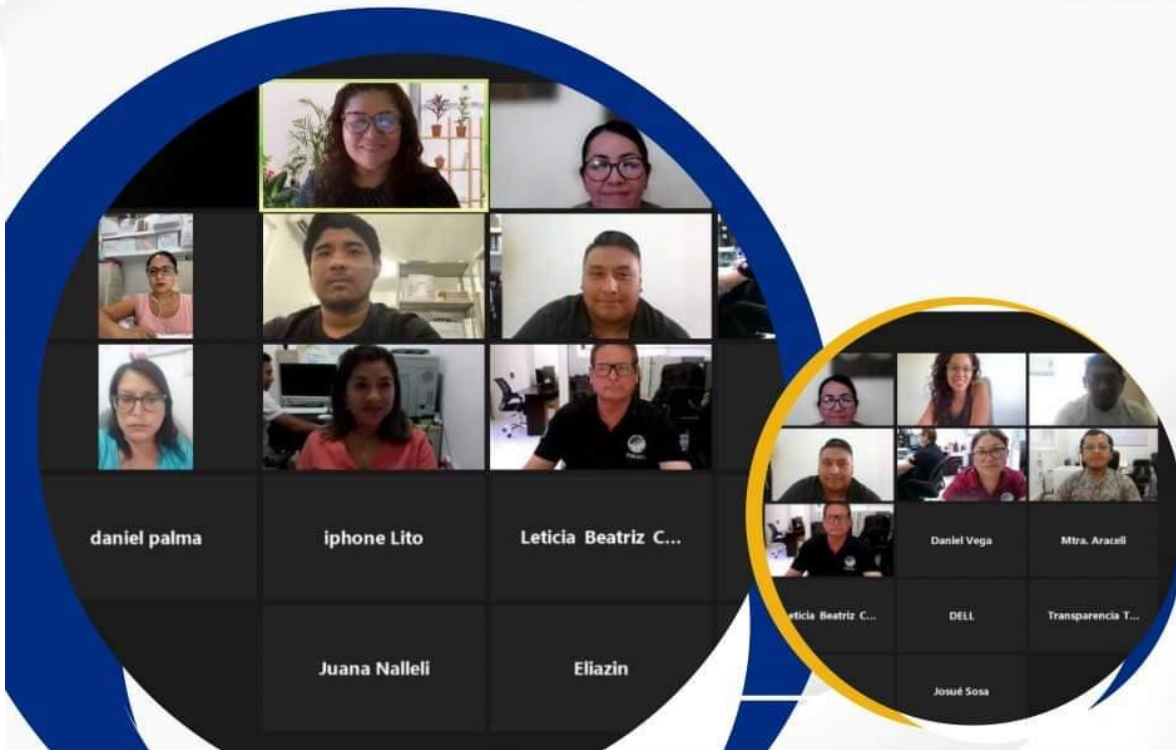 daniel palma
iphone Lito
Leticia Beatriz C...
Juana Nalleli
Eliazin
Daniel Vega
Mtra. Araceli
eticia Beatriz C...
DELL
Transparencia T...
Josué Sosa